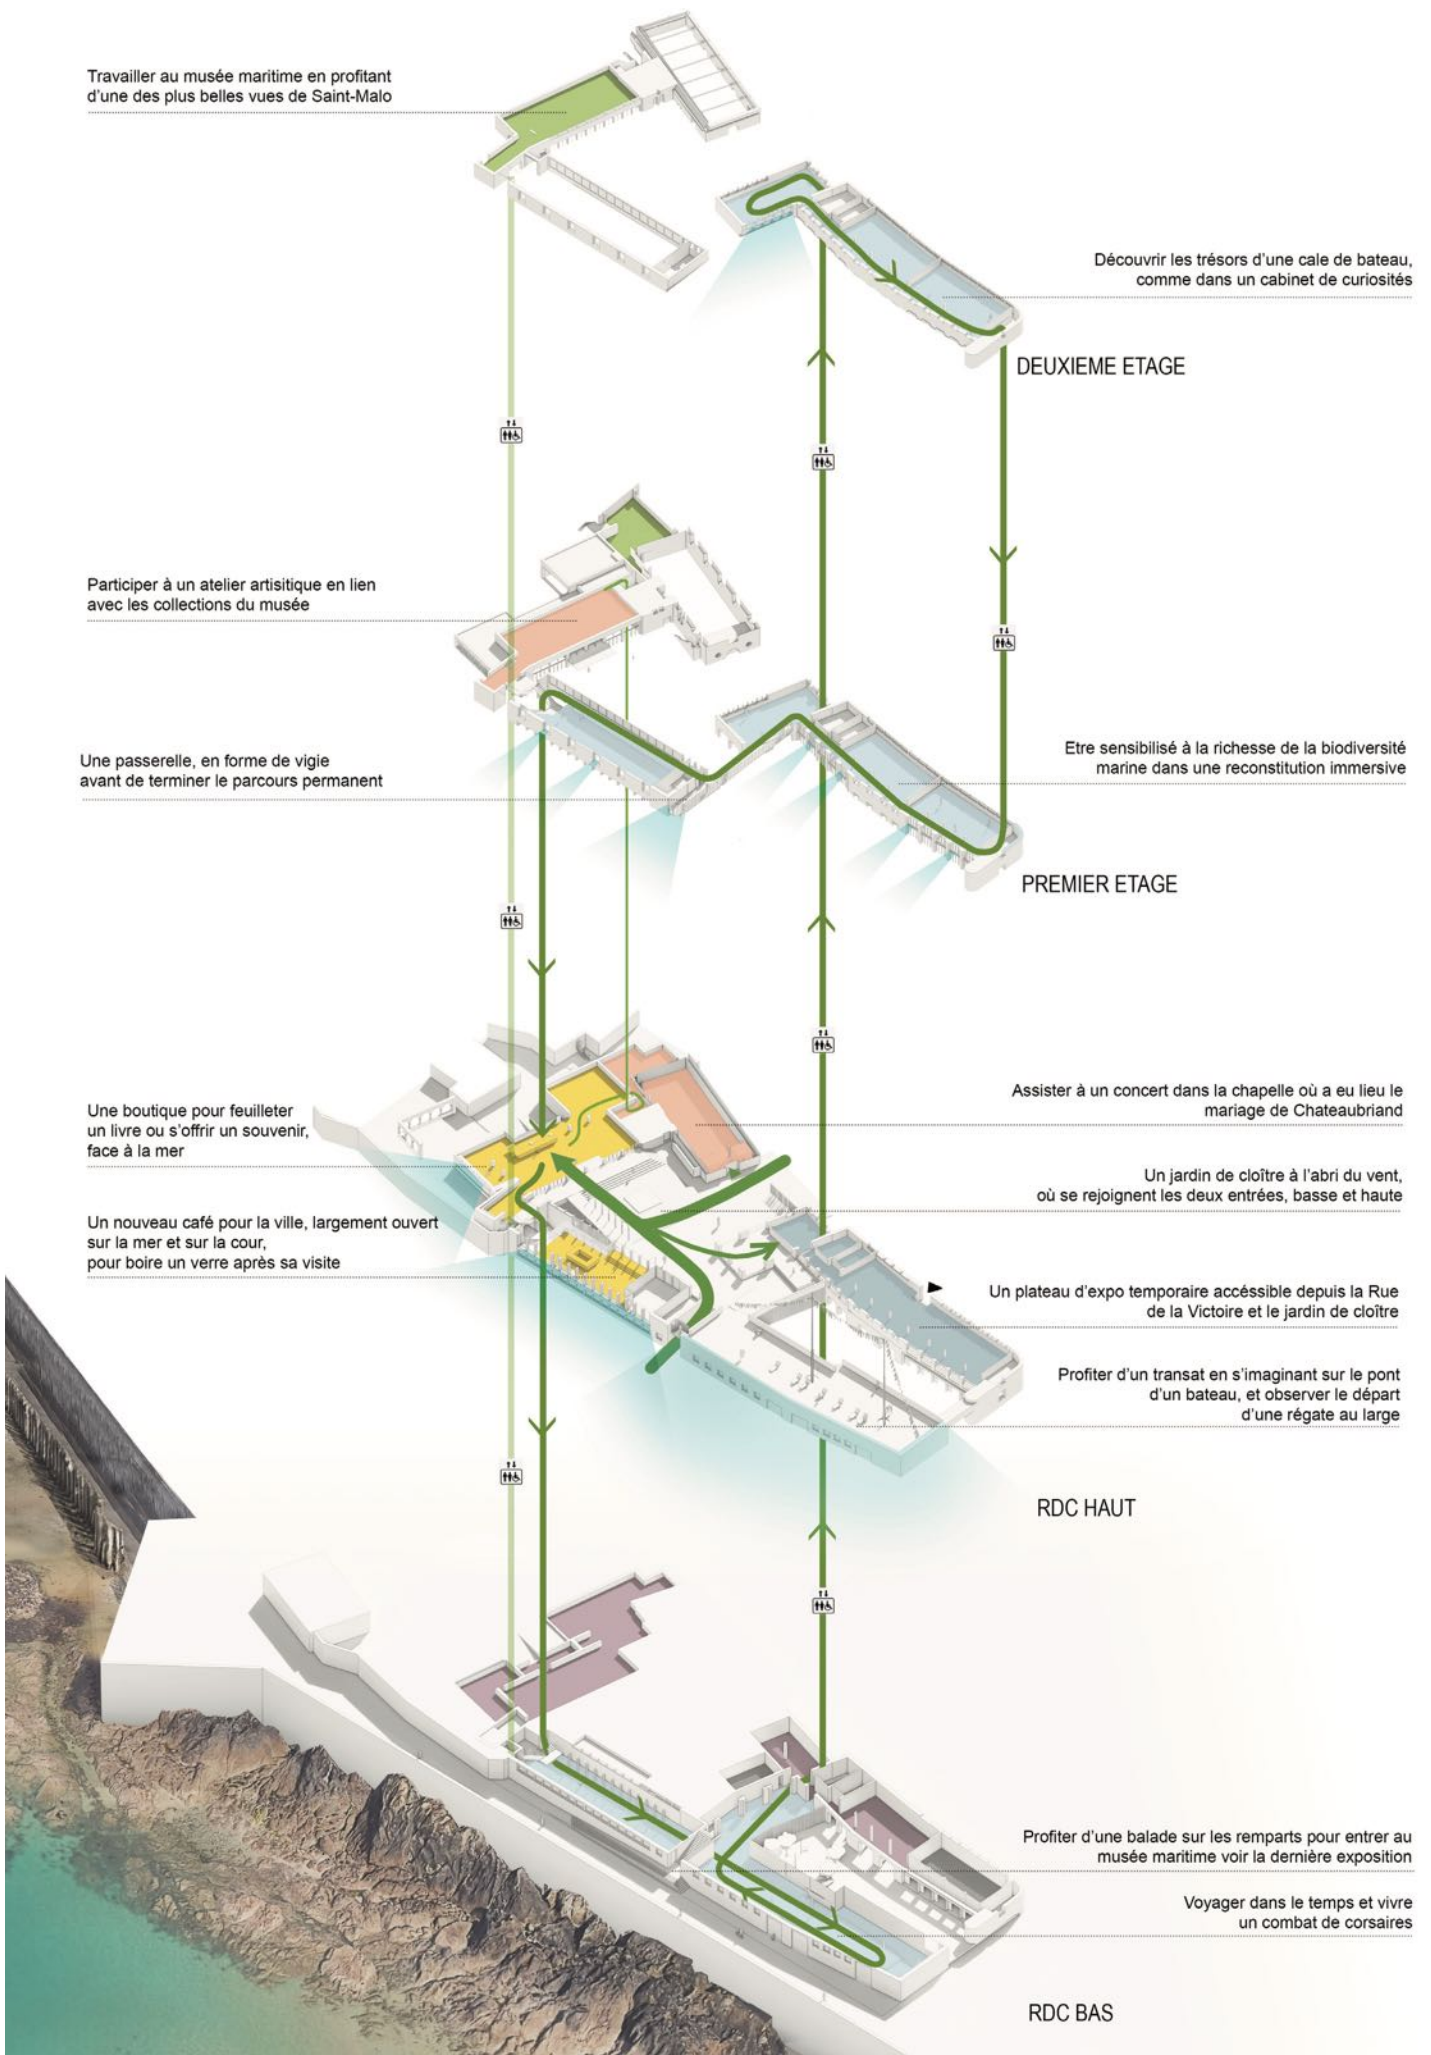 Travailler au musée maritime en profitant
d'une des plus belles vues de Saint-Malo
Découvrir les trésors d'une cale de bateau,
comme dans un cabinet de curiosités
DEUXIEME ETAGE
Participer à un atelier artisitique en lien
avec les collections du musée
Une passerelle, en forme de vigie
avant de terminer le parcours permanent
Etre sensibilisé à la richesse de la biodiversité
marine dans une reconstitution immersive
PREMIER ETAGE
Une boutique pour feuilleter
un livre ou s'offrir un souvenir,
face à la mer
Assister à un concert dans la chapelle où a eu lieu le
mariage de Chateaubriand
Un jardin de cloître à l'abri du vent,
où se rejoignent les deux entrées, basse et haute
Un nouveau café pour la ville, largement ouvert
sur la mer et sur la cour,
pour boire un verre après sa visite
Un plateau d'expo temporaire accéssible depuis la Rue
de la Victoire et le jardin de cloître
Profiter d'un transat en s'imaginant sur le pont
d'un bateau, et observer le départ
d'une régate au large
RDC HAUT
Profiter d'une balade sur les remparts pour entrer au
musée maritime voir la dernière exposition
Voyager dans le temps et vivre
un combat de corsaires
RDC BAS